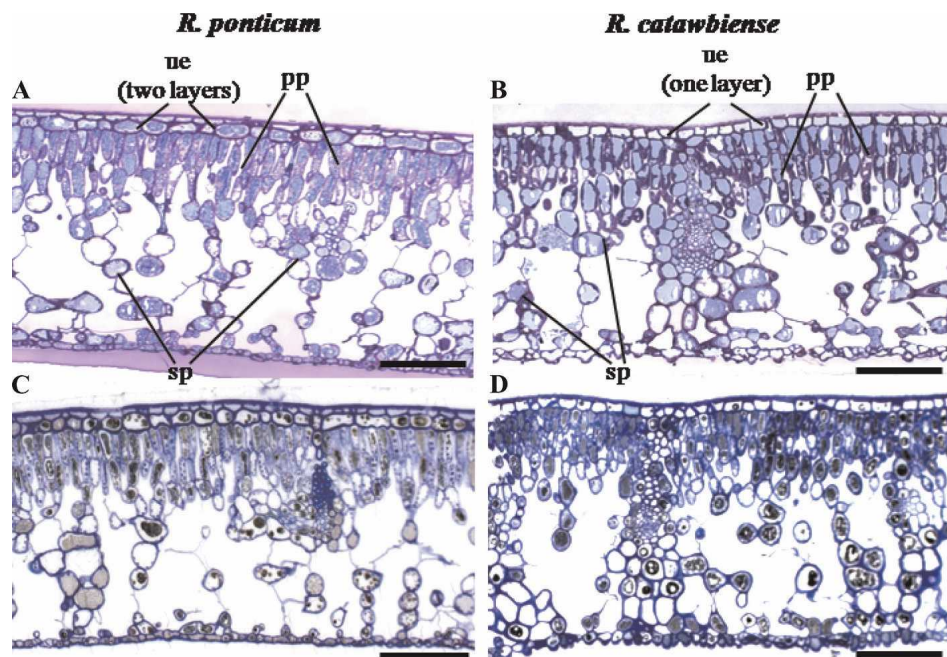 R. ponticum
R. catawbiense
ue
(two layers)
pp
ue
(one layer)
pp
A
B
sp
sp
C
D